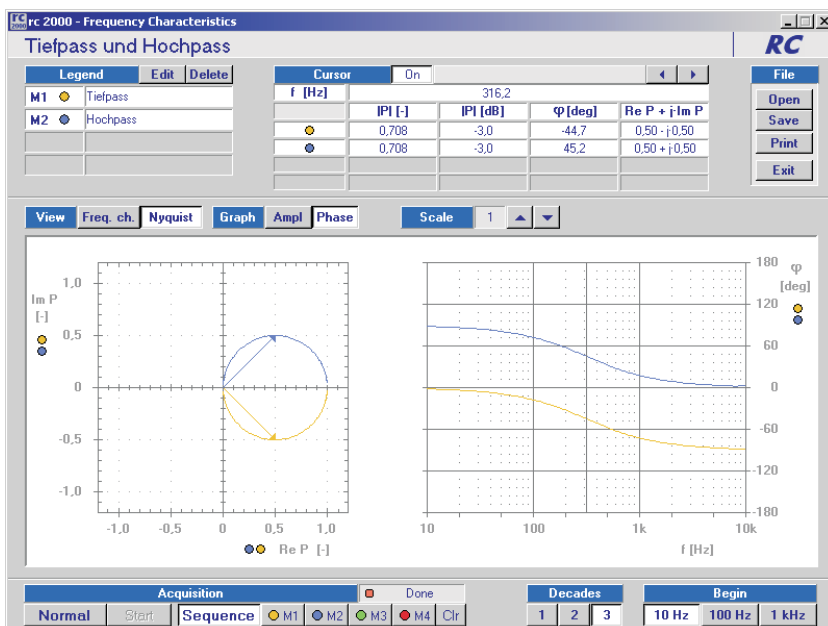 rc 2000 rc 2000 - Frequency Characteristics
Tiefpass und Hochpass RC
Legend Edit Delete
M1 Tiefpass
M2 Hochpass
Cursor On
f [Hz] 316,2
|P| [-] |P| [dB] φ [deg] Re P + j·Im P
0,708 -3,0 -44,7 0,50 - j·0,50
0,708 -3,0 45,2 0,50 + j·0,50
File
Open
Save
Print
Exit
View Freq. ch. Nyquist Graph Ampl Phase Scale 1
Im P
[-]
1,0
0,5
0
-0,5
-1,0
-1,0 -0,5 0 0,5 1,0
Re P [-]
180
120
60
0
-60
-120
-180
φ
[deg]
10 100 1k 10k
f [Hz]
Acquisition Done
Normal Start Sequence M1 M2 M3 M4 Clr
Decades
1 2 3
Begin
10 Hz 100 Hz 1 kHz